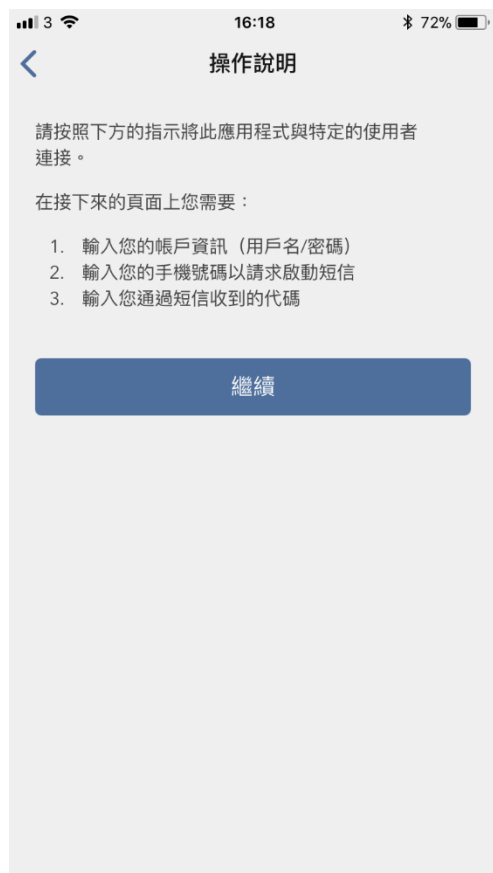 3 16:18 72%
操作說明
請按照下方的指示將此應用程式與特定的使用者
連接。
在接下來的頁面上您需要：
1. 輸入您的帳戶資訊（用戶名/密碼）
2. 輸入您的手機號碼以請求啟動短信
3. 輸入您通過短信收到的代碼
繼續